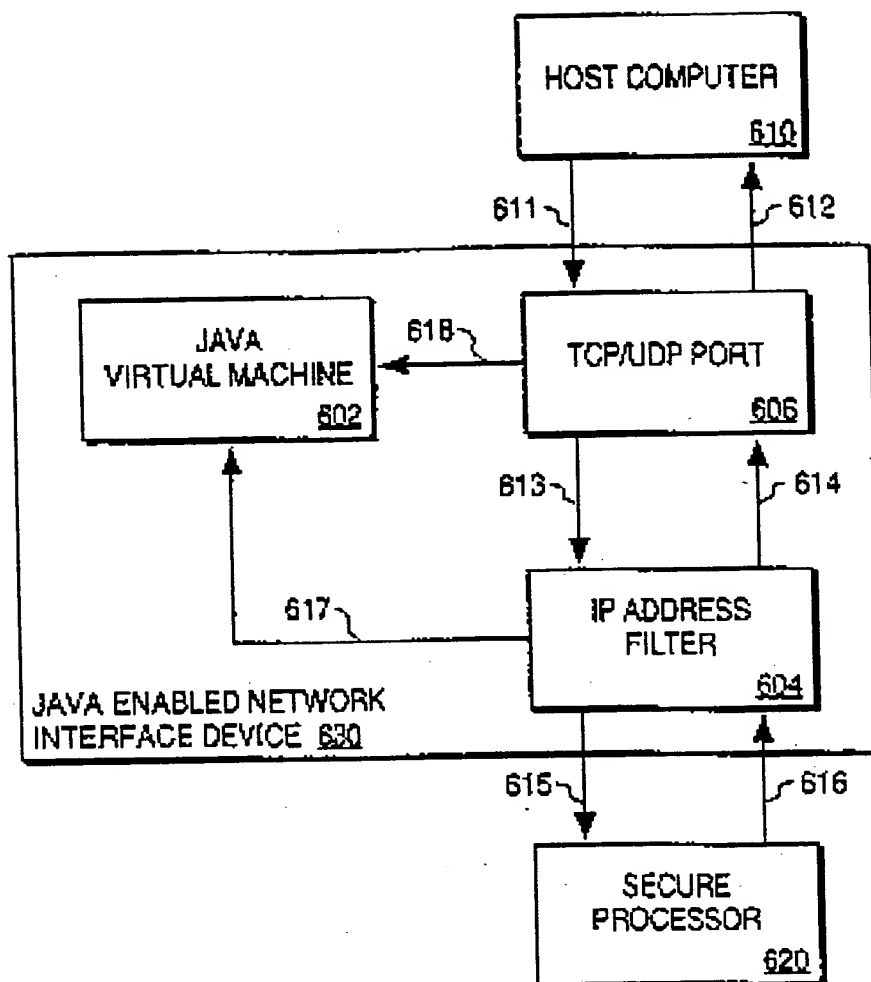 HOST COMPUTER
610
611
612
JAVA
VIRTUAL MACHINE
602
618
TCP/UDP PORT
606
613
614
617
IP ADDRESS
FILTER
604
JAVA ENABLED NETWORK
INTERFACE DEVICE 630
615
616
SECURE
PROCESSOR
620